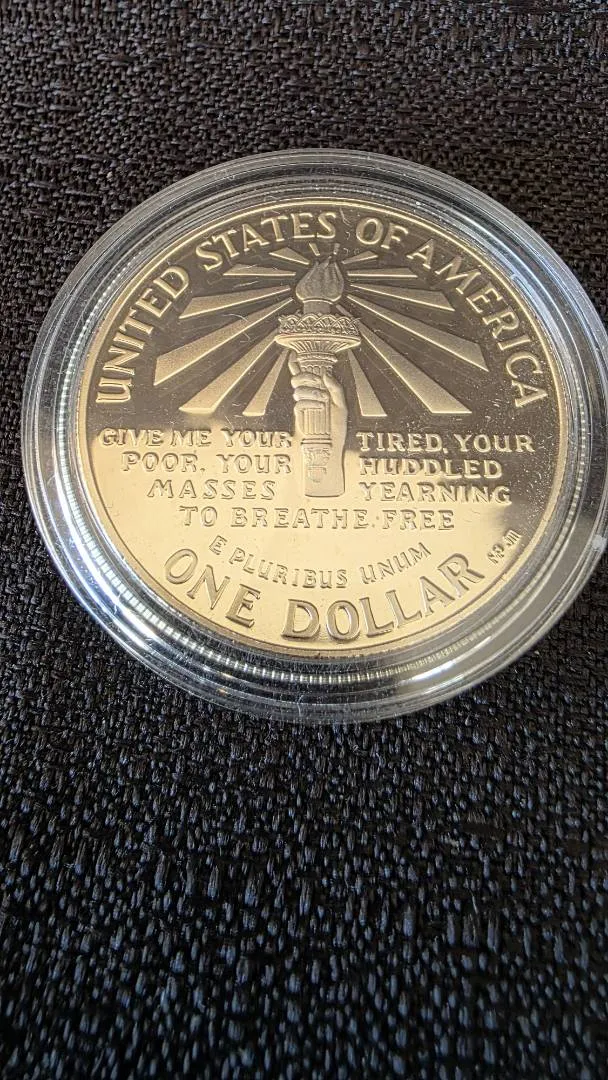 UNITED STATES OF AMERICA
GIVE ME YOUR TIRED, YOUR
POOR, YOUR HUDDLED
MASSES YEARNING
TO BREATHE FREE
E PLURIBUS UNUM
ONE DOLLAR